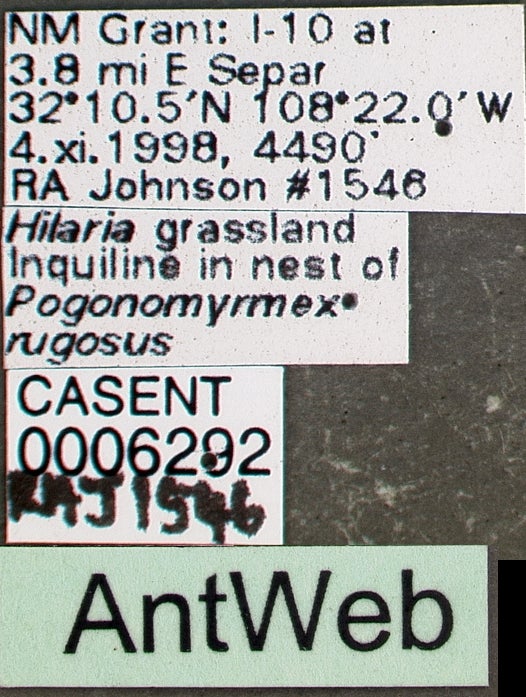 NM Grant: I-10 at
3.8 mi E Separ
32°10.5'N 108°22.0'W
4.xi.1998, 4490'
RA Johnson #1546
Hilaria grassland
Inquiline in nest of
Pogonomyrmex
rugosus
CASENT
0006292
RAJ1546
AntWeb